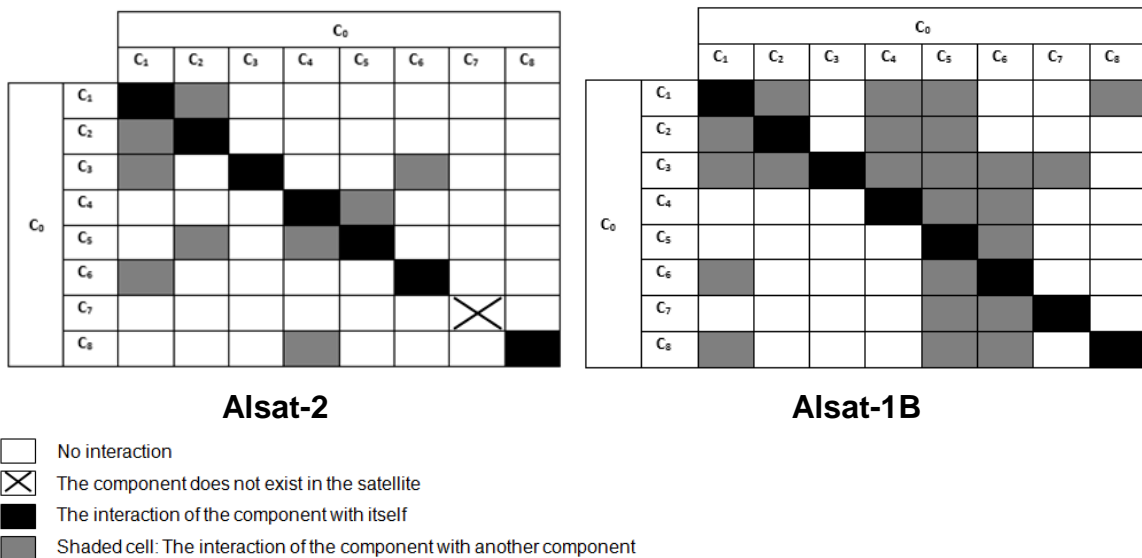 C₀
C₁ C₂ C₃ C₄ C₅ C₆ C₇ C₈
C₁
C₂
C₃
C₄
C₀
C₅
C₆
C₇
C₈
Alsat-2
C₀
C₁ C₂ C₃ C₄ C₅ C₆ C₇ C₈
C₁
C₂
C₃
C₄
C₀
C₅
C₆
C₇
C₈
Alsat-1B
No interaction
The component does not exist in the satellite
The interaction of the component with itself
Shaded cell: The interaction of the component with another component